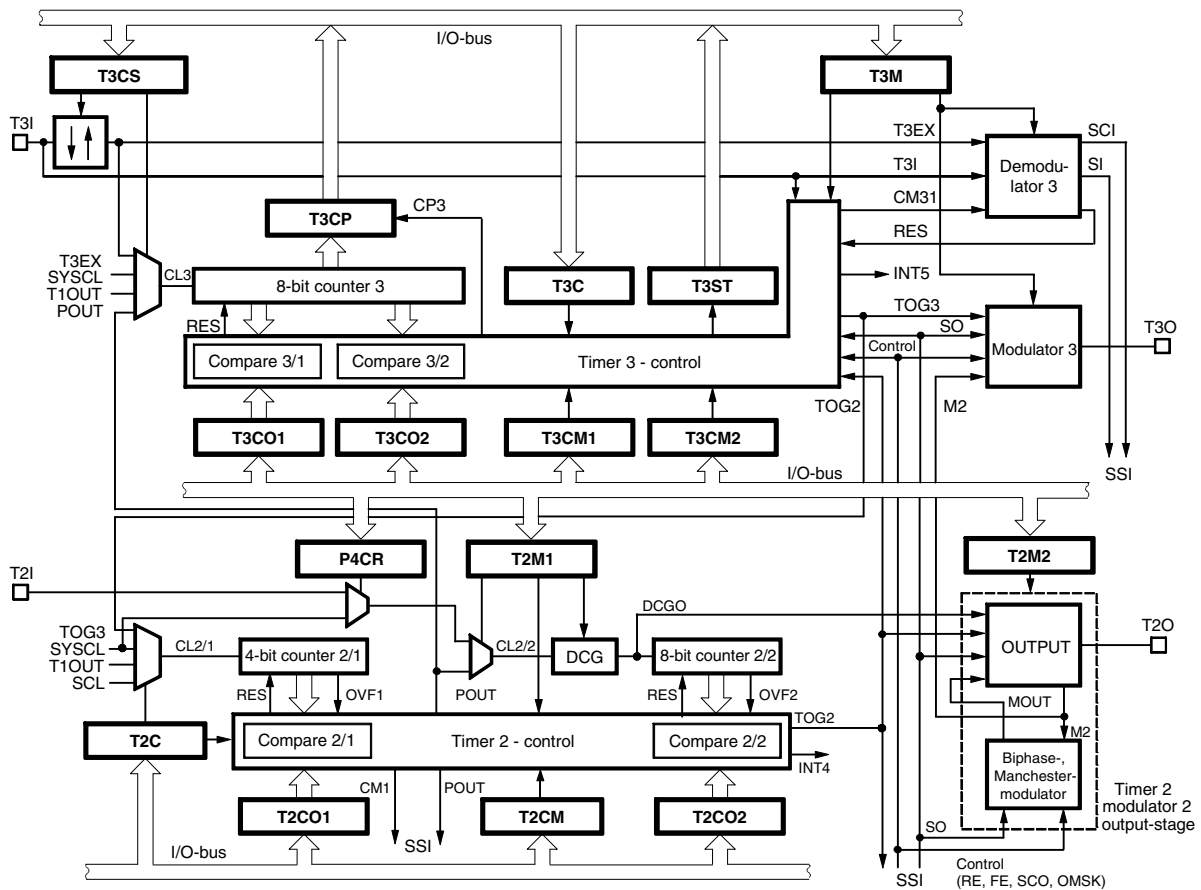 I/O-bus
T3CS
T3M
T3I
T3EX
SCI
T3I
SI
Demodu-
lator 3
CP3
CM31
T3CP
RES
T3EX
SYSCL
T1OUT
POUT
CL3
8-bit counter 3
T3C
T3ST
INT5
RES
TOG3
SO
T3O
Compare 3/1
Compare 3/2
Timer 3 - control
Control
Modulator 3
TOG2
M2
T3CO1
T3CO2
T3CM1
T3CM2
I/O-bus
SSI
P4CR
T2M1
T2M2
T2I
DCGO
TOG3
SYSCL
T1OUT
SCL
CL2/1
4-bit counter 2/1
CL2/2
DCG
8-bit counter 2/2
OUTPUT
T2O
RES
OVF1
POUT
RES
OVF2
MOUT
TOG2
T2C
Compare 2/1
Timer 2 - control
Compare 2/2
M2
INT4
Biphase-,
Manchester-
modulator
Timer 2
modulator 2
output-stage
CM1
POUT
T2CO1
T2CM
T2CO2
SO
SSI
I/O-bus
SSI
Control
(RE, FE, SCO, OMSK)